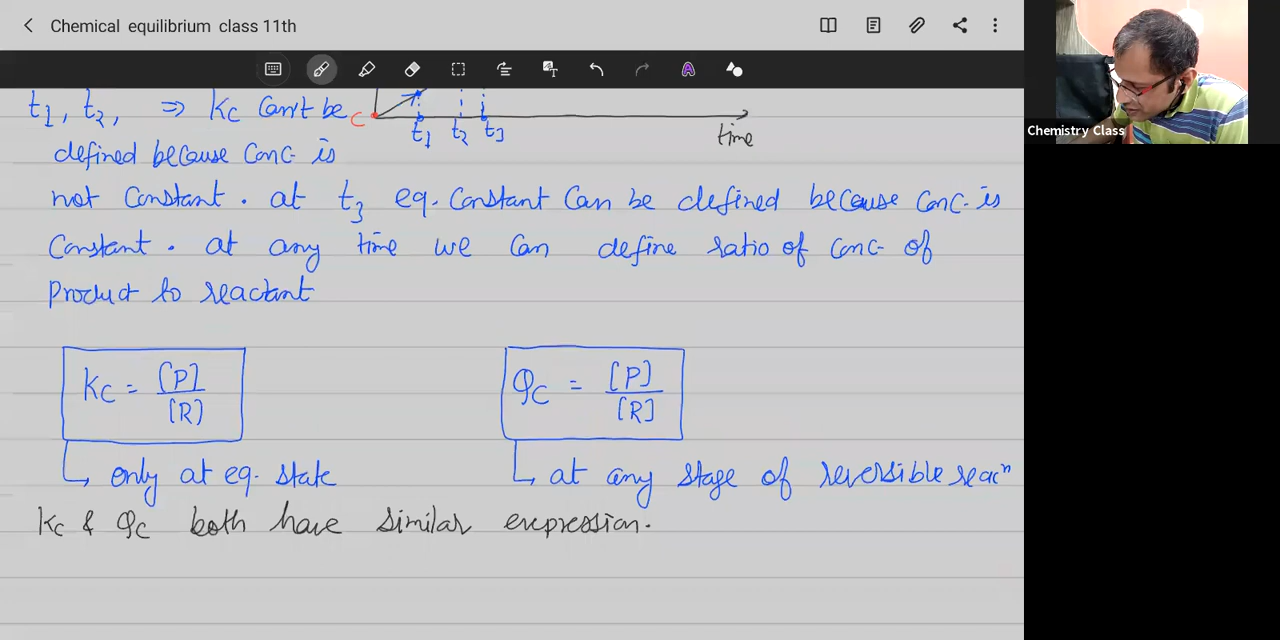 Chemical equilibrium class 11th
Chemistry Class
t1, t2, ⇒ Kc Can't be
C
t1 t2 t3
time
defined because Conc is
not Constant. at t3 eq. Constant Can be defined because Conc. is
Constant. at any time we Can define ratio of Conc of
Product to reactant
Kc = [P]/[R]
Qc = [P]/[R]
↳ only at eq. state
↳ at any stage of reversible reacⁿ
Kc & Qc both have similar expression.